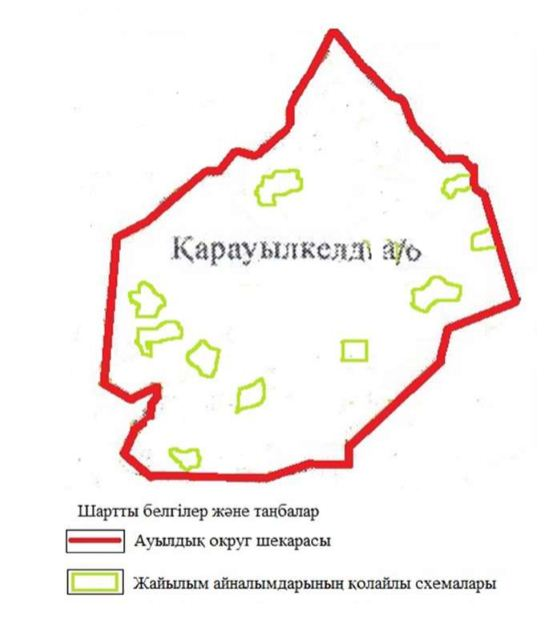 Қарауылкелді а/о
Шартты белгілер және таңбалар
Ауылдық округ шекарасы
Жайылым айналымдарының қолайлы схемалары